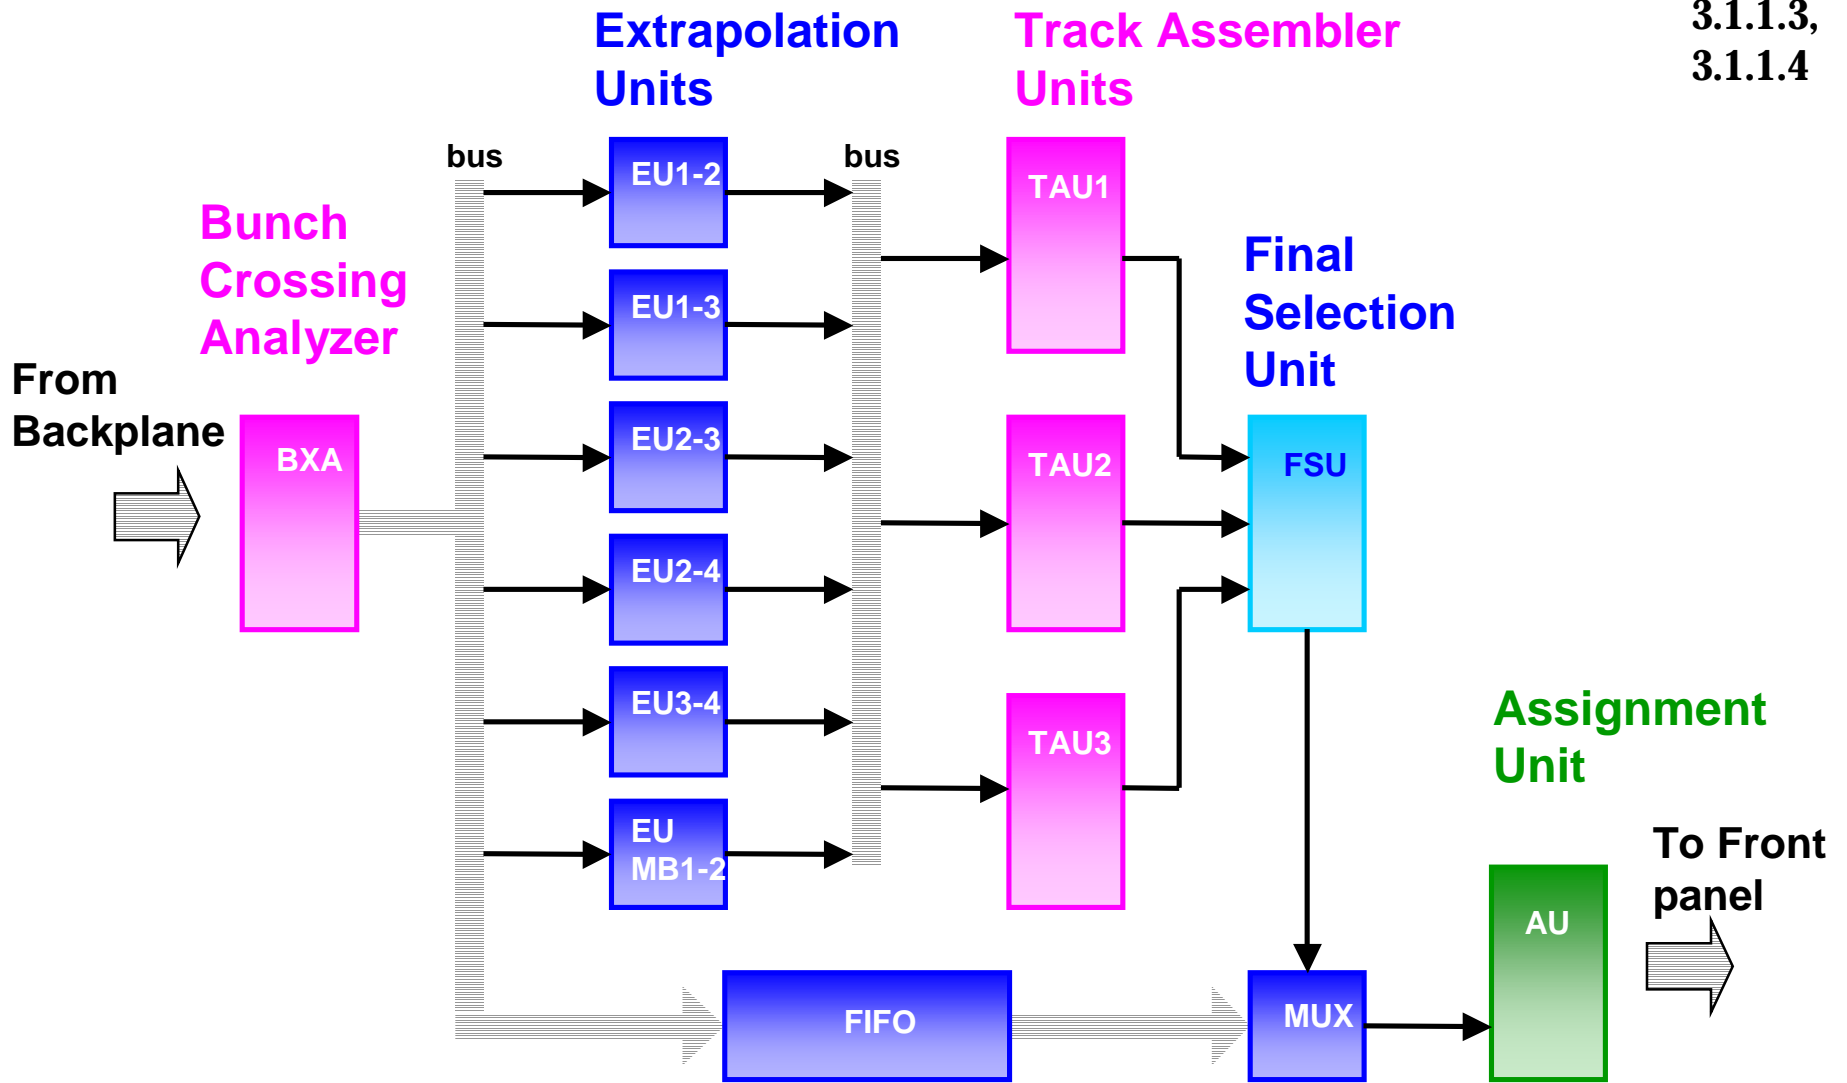 Extrapolation
Units
Track Assembler
Units
3.1.1.3,
3.1.1.4
bus
bus
Bunch
Crossing
Analyzer
From
Backplane
BXA
EU1-2
EU1-3
EU2-3
EU2-4
EU3-4
EU
MB1-2
TAU1
TAU2
TAU3
Final
Selection
Unit
FSU
Assignment
Unit
To Front
panel
AU
FIFO
MUX